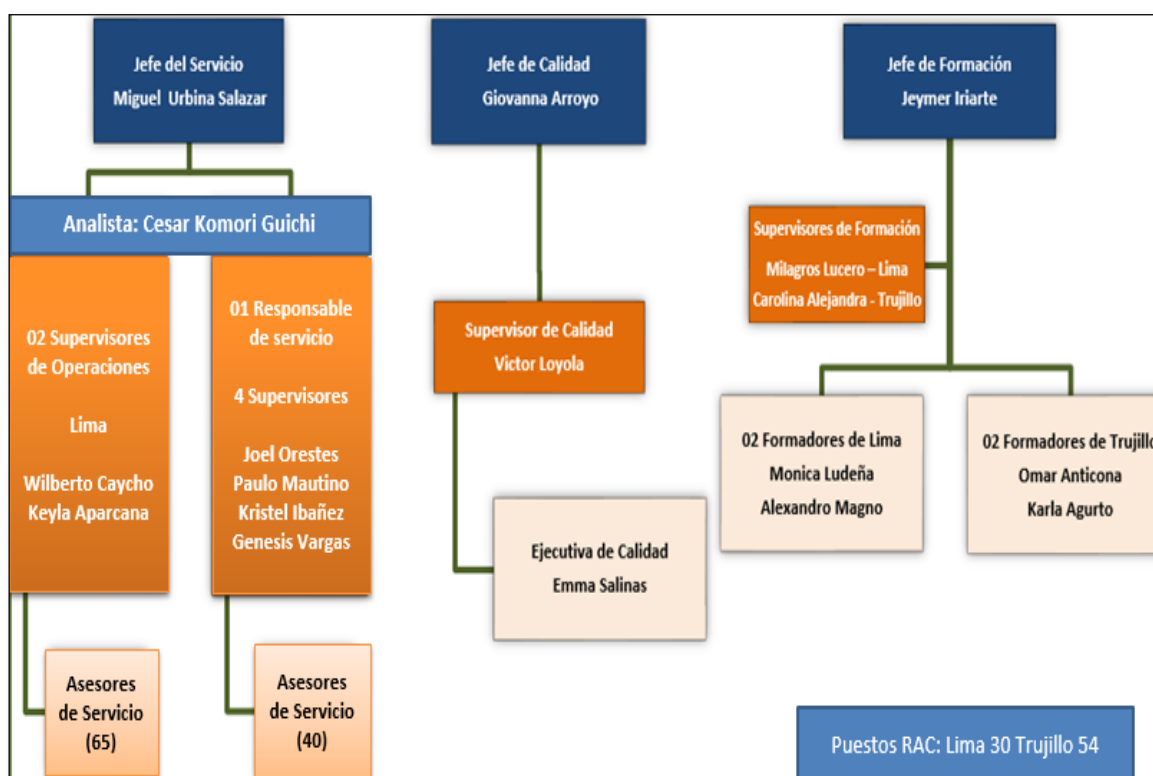 Jefe del Servicio
Miguel Urbina Salazar
Analista: Cesar Komori Guichi
02 Supervisores
de Operaciones
Lima
Wilberto Caycho
Keyla Aparcana
Asesores
de Servicio
(65)
01 Responsable
de servicio
4 Supervisores
Joel Orestes
Paulo Mautino
Kristel Ibañez
Genesis Vargas
Asesores
de Servicio
(40)
Jefe de Calidad
Giovanna Arroyo
Supervisor de Calidad
Victor Loyola
Ejecutiva de Calidad
Emma Salinas
Jefe de Formación
Jeymer Iriarte
Supervisores de Formación
Milagros Lucero – Lima
Carolina Alejandra - Trujillo
02 Formadores de Lima
Monica Ludeña
Alexandro Magno
02 Formadores de Trujillo
Omar Anticona
Karla Agurto
Puestos RAC: Lima 30 Trujillo 54